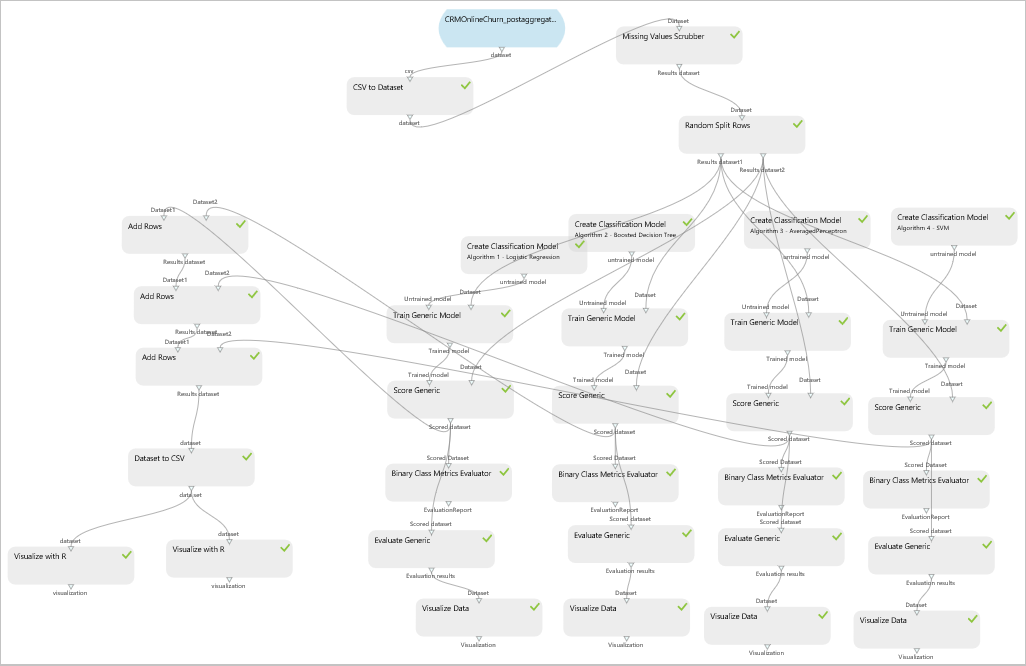 CRMOnlineChurn_postaggregat...
dataset
Dataset
Missing Values Scrubber
Results dataset
csv
CSV to Dataset
dataset
Dataset
Random Split Rows
Results dataset1
Results dataset2
Dataset1
Dataset2
Add Rows
Results dataset
Create Classification Model
Algorithm 1 - Logistic Regression
untrained model
Create Classification Model
Algorithm 2 - Boosted Decision Tree
untrained model
Create Classification Model
Algorithm 3 - AveragedPerceptron
untrained model
Create Classification Model
Algorithm 4 - SVM
untrained model
Dataset1
Dataset2
Add Rows
Results dataset
Dataset1
Dataset2
Add Rows
Results dataset
Untrained model
Dataset
Train Generic Model
Trained model
Untrained model
Dataset
Train Generic Model
Trained model
Untrained model
Dataset
Train Generic Model
Trained model
Untrained model
Dataset
Train Generic Model
Trained model
Trained model
Dataset
Score Generic
Scored dataset
Trained model
Dataset
Score Generic
Scored dataset
Trained model
Dataset
Score Generic
Scored dataset
Trained model
Dataset
Score Generic
Scored dataset
dataset
Dataset to CSV
data set
Scored Dataset
Binary Class Metrics Evaluator
EvaluationReport
Scored Dataset
Binary Class Metrics Evaluator
EvaluationReport
Scored Dataset
Binary Class Metrics Evaluator
EvaluationReport
Scored Dataset
Binary Class Metrics Evaluator
EvaluationReport
dataset
Visualize with R
visualization
dataset
Visualize with R
visualization
Scored dataset
Evaluate Generic
Evaluation results
Scored dataset
Evaluate Generic
Evaluation results
Scored dataset
Evaluate Generic
Evaluation results
Scored dataset
Evaluate Generic
Evaluation results
Dataset
Visualize Data
Visualization
Dataset
Visualize Data
Visualization
Dataset
Visualize Data
Visualization
Dataset
Visualize Data
Visualization